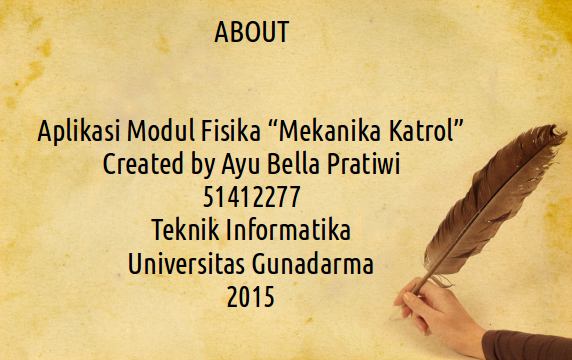 ABOUT
Aplikasi Modul Fisika “Mekanika Katrol”
Created by Ayu Bella Pratiwi
51412277
Teknik Informatika
Universitas Gunadarma
2015